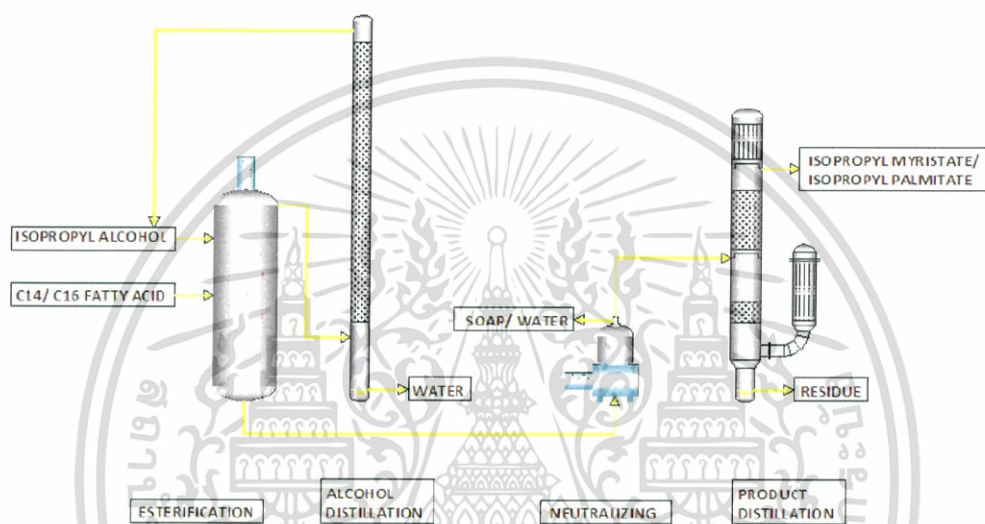 ISOPROPYL MYRISTATE/
ISOPROPYL PALMITATE
ISOPROPYL ALCOHOL
C14/ C16 FATTY ACID
SOAP/ WATER
WATER
RESIDUE
ESTERIFICATION
ALCOHOL
DISTILLATION
NEUTRALIZING
PRODUCT
DISTILLATION